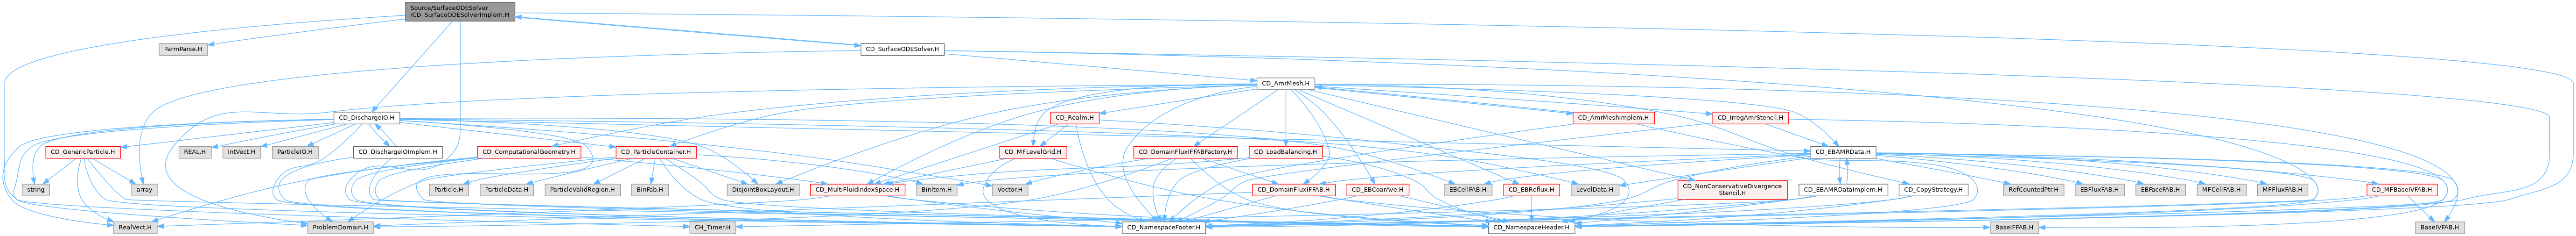 Source/SurfaceODESolver
/CD_SurfaceODESolverImplem.H
ParmParse.H
CD_SurfaceODESolver.H
CD_AmrMesh.H
CD_DischargeIO.H
CD_Realm.H
CD_AmrMeshImplem.H
CD_IrregAmrStencil.H
CD_GenericParticle.H
REAL.H
IntVect.H
ParticleIO.H
CD_DischargeIOImplem.H
CD_ComputationalGeometry.H
CD_ParticleContainer.H
CD_MFLevelGrid.H
CD_DomainFluxIFFABFactory.H
CD_LoadBalancing.H
CD_EBAMRData.H
string
array
Particle.H
ParticleData.H
ParticleValidRegion.H
BinFab.H
DisjointBoxLayout.H
CD_MultiFluidIndexSpace.H
BinItem.H
Vector.H
CD_DomainFluxIFFAB.H
CD_EBCoarAve.H
EBCellFAB.H
CD_EBReflux.H
LevelData.H
CD_NonConservativeDivergence
Stencil.H
CD_EBAMRDataImplem.H
CD_CopyStrategy.H
RefCountedPtr.H
EBFluxFAB.H
EBFaceFAB.H
MFCellFAB.H
MFFluxFAB.H
CD_MFBaseIVFAB.H
RealVect.H
ProblemDomain.H
CH_Timer.H
CD_NamespaceFooter.H
CD_NamespaceHeader.H
BaseIFFAB.H
BaseIVFAB.H